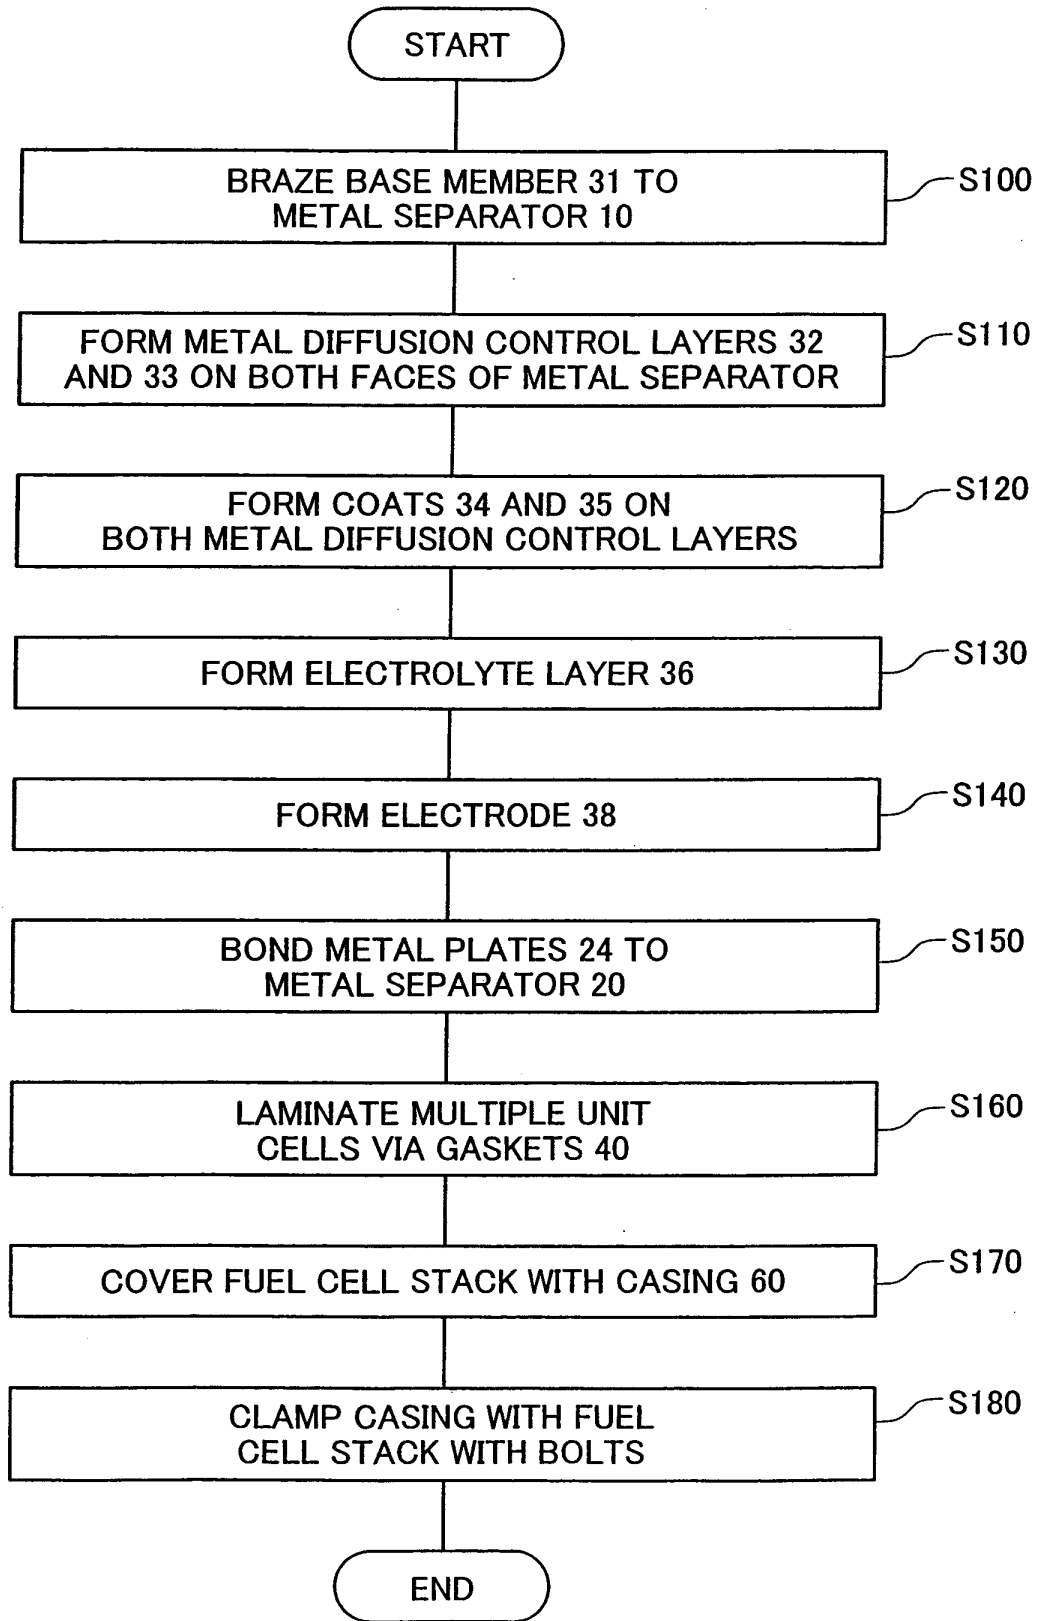 START
BRAZE BASE MEMBER 31 TO
METAL SEPARATOR 10
S100
FORM METAL DIFFUSION CONTROL LAYERS 32
AND 33 ON BOTH FACES OF METAL SEPARATOR
S110
FORM COATS 34 AND 35 ON
BOTH METAL DIFFUSION CONTROL LAYERS
S120
FORM ELECTROLYTE LAYER 36
S130
FORM ELECTRODE 38
S140
BOND METAL PLATES 24 TO
METAL SEPARATOR 20
S150
LAMINATE MULTIPLE UNIT
CELLS VIA GASKETS 40
S160
COVER FUEL CELL STACK WITH CASING 60
S170
CLAMP CASING WITH FUEL
CELL STACK WITH BOLTS
S180
END